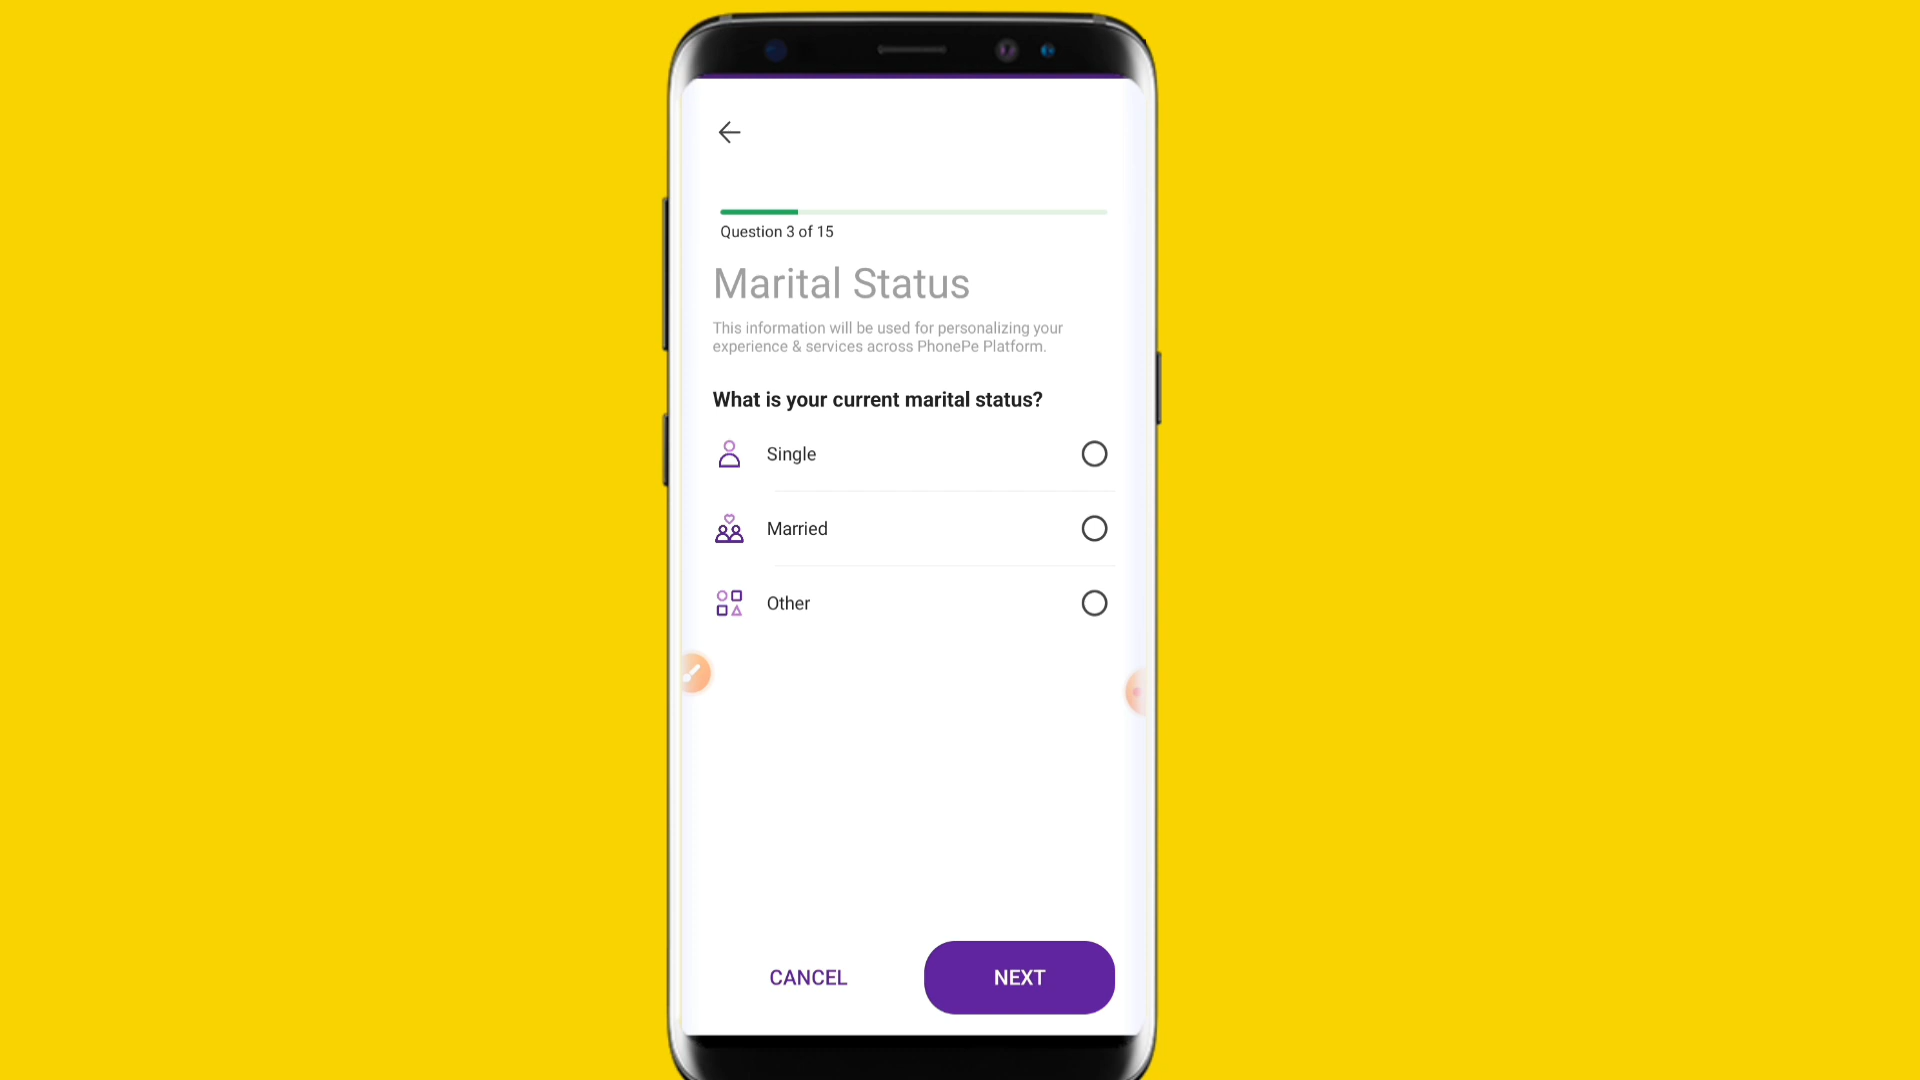 Question 3 of 15
Marital Status
This information will be used for personalizing your
experience & services across PhonePe Platform.
What is your current marital status?
Single
Married
Other
CANCEL
NEXT